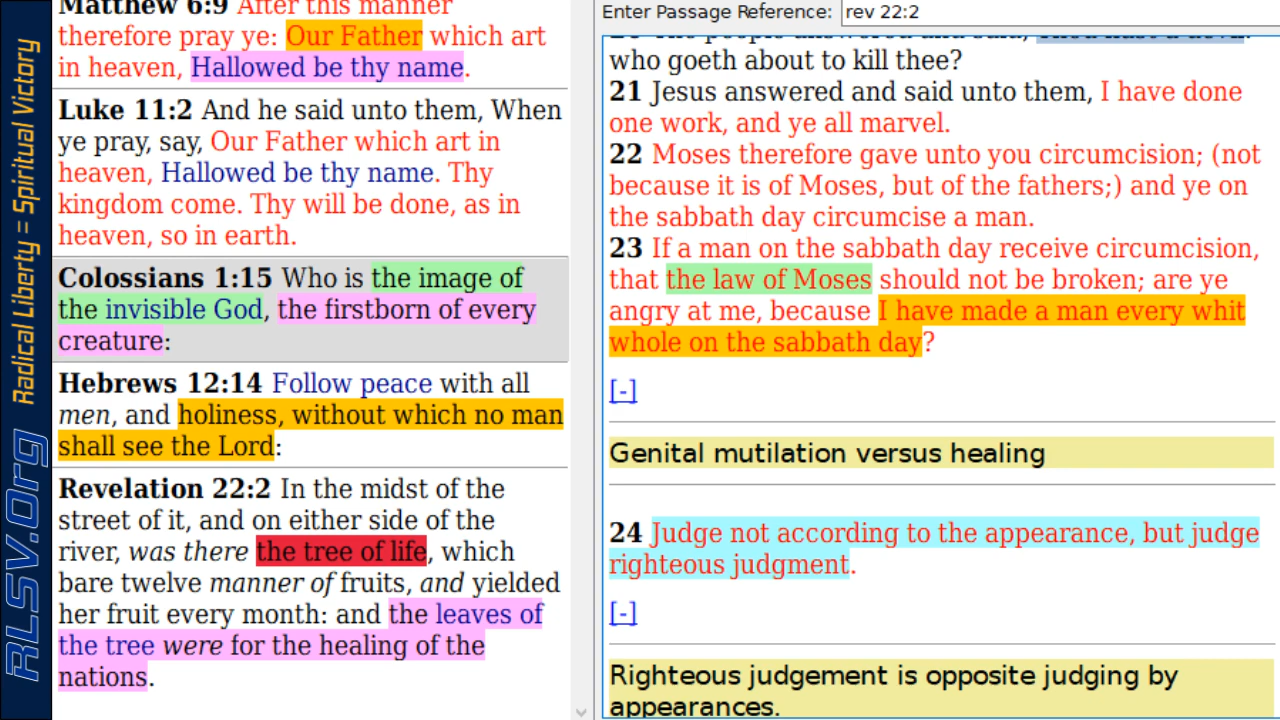 RLSV.org Radical Liberty = Spiritual Victory
Matthew 6:9 After this manner
therefore pray ye: Our Father which art
in heaven, Hallowed be thy name.
Luke 11:2 And he said unto them, When
ye pray, say, Our Father which art in
heaven, Hallowed be thy name. Thy
kingdom come. Thy will be done, as in
heaven, so in earth.
Colossians 1:15 Who is the image of
the invisible God, the firstborn of every
creature:
Hebrews 12:14 Follow peace with all
men, and holiness, without which no man
shall see the Lord:
Revelation 22:2 In the midst of the
street of it, and on either side of the
river, was there the tree of life, which
bare twelve manner of fruits, and yielded
her fruit every month: and the leaves of
the tree were for the healing of the
nations.
Enter Passage Reference: rev 22:2
20 The people answered and said, Thou hast a devil:
who goeth about to kill thee?
21 Jesus answered and said unto them, I have done
one work, and ye all marvel.
22 Moses therefore gave unto you circumcision; (not
because it is of Moses, but of the fathers;) and ye on
the sabbath day circumcise a man.
23 If a man on the sabbath day receive circumcision,
that the law of Moses should not be broken; are ye
angry at me, because I have made a man every whit
whole on the sabbath day?
[-]
Genital mutilation versus healing
24 Judge not according to the appearance, but judge
righteous judgment.
[-]
Righteous judgement is opposite judging by
appearances.